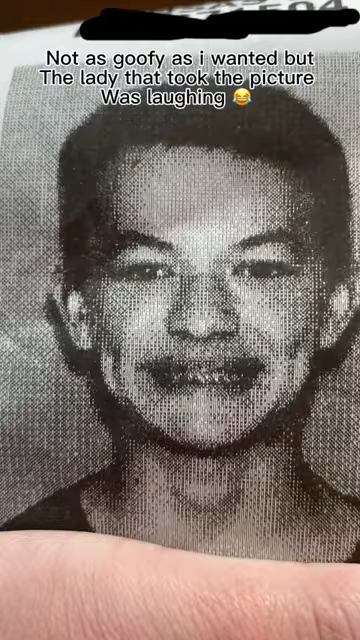 Not as goofy as i wanted but
The lady that took the picture
Was laughing 😂